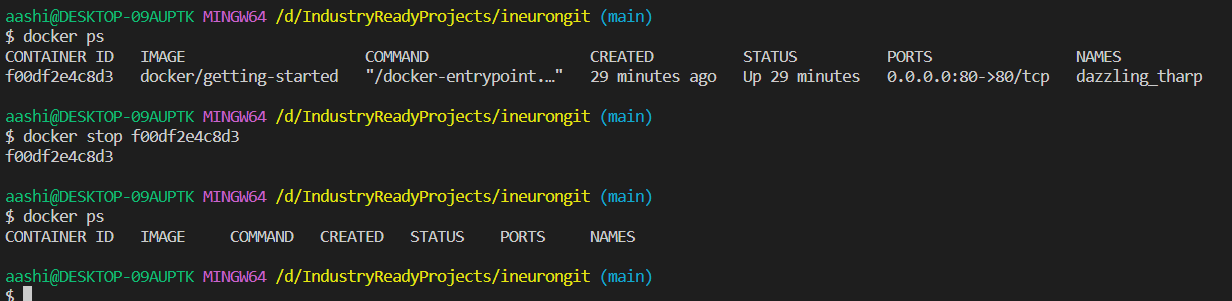 aashi@DESKTOP-09AUPTK MINGW64 /d/IndustryReadyProjects/ineurongit (main)
$ docker ps
CONTAINER ID   IMAGE                    COMMAND                  CREATED          STATUS          PORTS                NAMES
f00df2e4c8d3   docker/getting-started   "/docker-entrypoint.…"   29 minutes ago   Up 29 minutes   0.0.0.0:80->80/tcp   dazzling_tharp
aashi@DESKTOP-09AUPTK MINGW64 /d/IndustryReadyProjects/ineurongit (main)
$ docker stop f00df2e4c8d3
f00df2e4c8d3
aashi@DESKTOP-09AUPTK MINGW64 /d/IndustryReadyProjects/ineurongit (main)
$ docker ps
CONTAINER ID   IMAGE     COMMAND   CREATED   STATUS    PORTS     NAMES
aashi@DESKTOP-09AUPTK MINGW64 /d/IndustryReadyProjects/ineurongit (main)
$